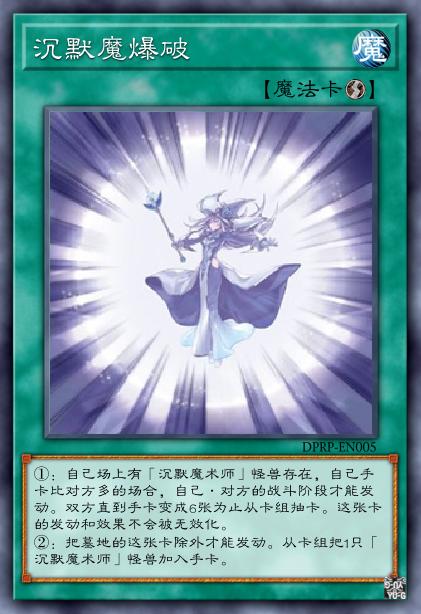 沉默魔爆破
魔
【魔法卡】
DPRP-EN005
①：自己场上有「沉默魔术师」怪兽存在，自己手
卡比对方多的场合，自己·对方的战斗阶段才能发
动。双方直到手卡变成6张为止从卡组抽卡。这张卡
的发动和效果不会被无效化。
②：把墓地的这张卡除外才能发动。从卡组把1只「
沉默魔术师」怪兽加入手卡。